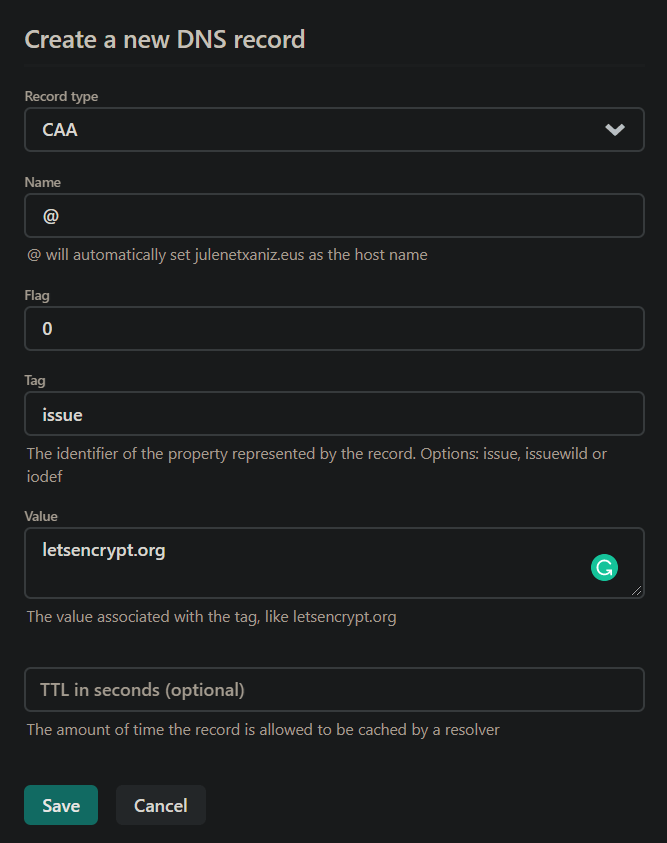 Create a new DNS record
Record type
CAA
Name
@
@ will automatically set julenetxaniz.eus as the host name
Flag
0
Tag
issue
The identifier of the property represented by the record. Options: issue, issuewild or
iodef
Value
letsencrypt.org
The value associated with the tag, like letsencrypt.org
TTL in seconds (optional)
The amount of time the record is allowed to be cached by a resolver
Save Cancel